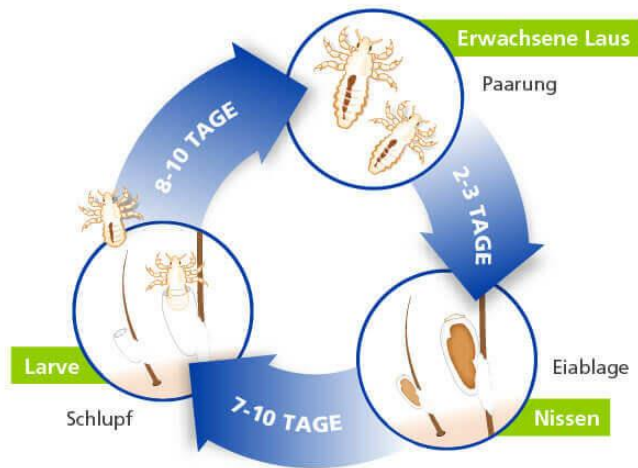 Erwachsene Laus
Paarung
2-3 TAGE
Eiablage
Nissen
7-10 TAGE
Larve
Schlupf
8-10 TAGE